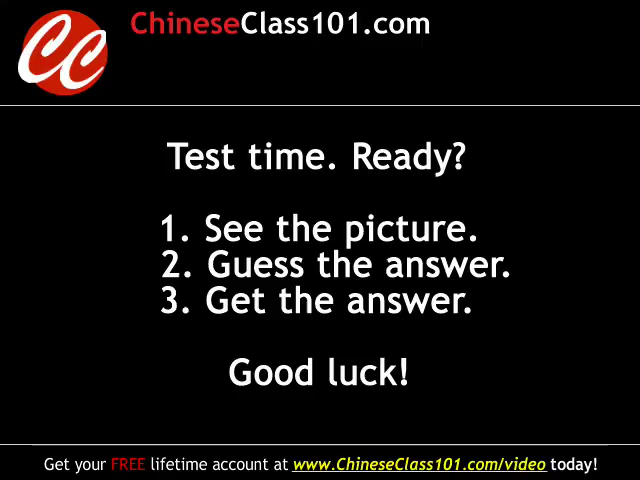 CC
ChineseClass101.com
Test time. Ready?
1. See the picture.
2. Guess the answer.
3. Get the answer.
Good luck!
Get your FREE lifetime account at www.ChineseClass101.com/video today!